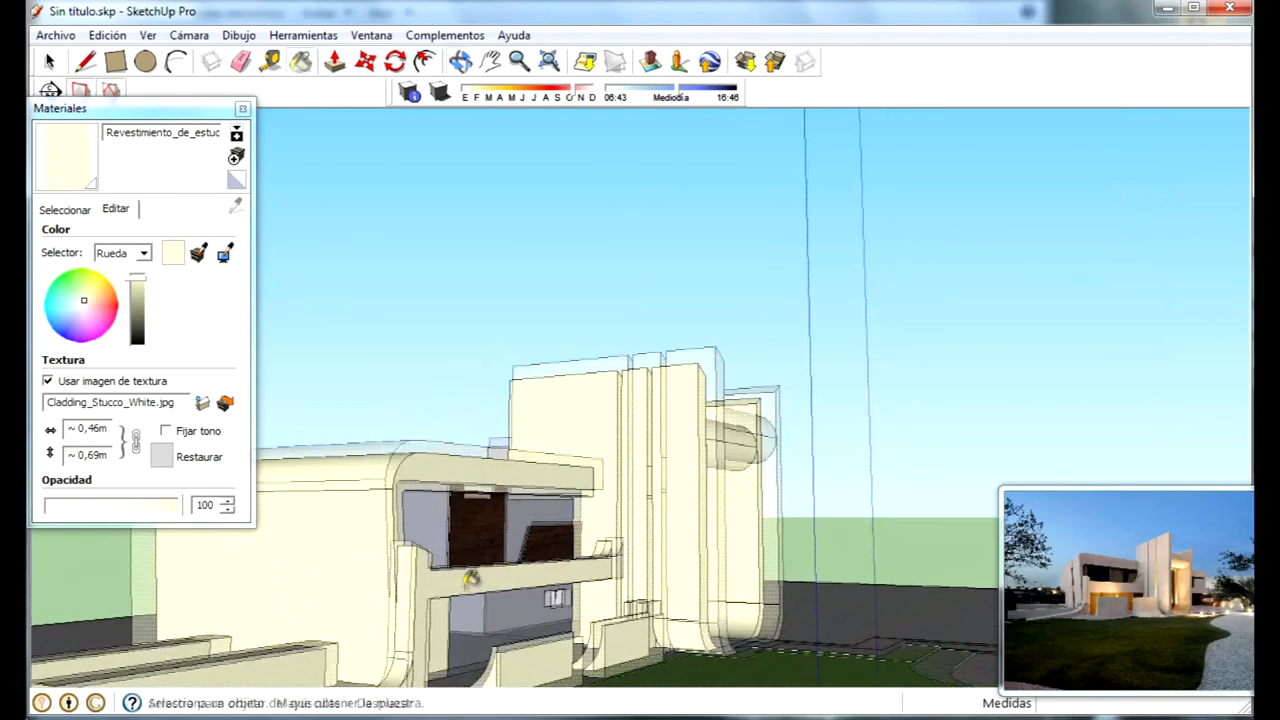 Sin título.skp - SketchUp Pro
Archivo Edición Ver Cámara Dibujo Herramientas Ventana Complementos Ayuda
E F M A M J J A S O N D 06:43 Mediodía 16:46
Materiales
Revestimiento_de_estuc
Seleccionar Editar
Color
Selector: Rueda
Textura
Usar imagen de textura
Cladding_Stucco_White.jpg
~ 0,46m Fijar tono
~ 0,69m Restaurar
Opacidad
100
Medidas